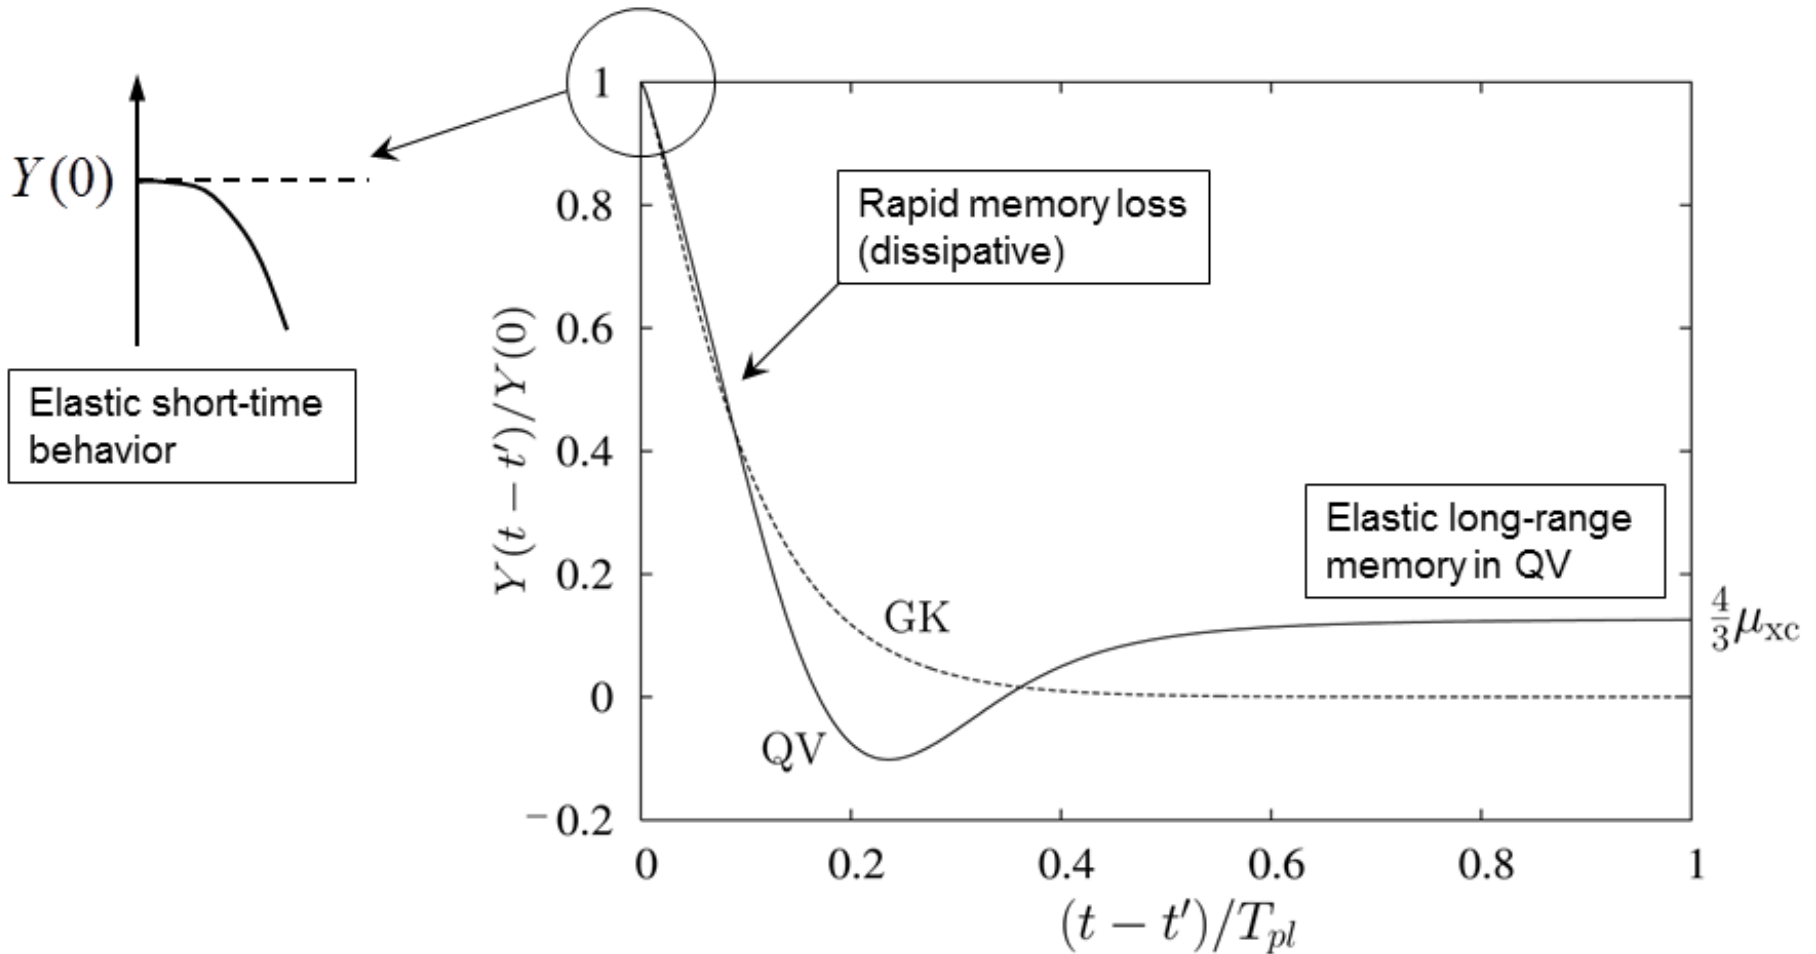 Y(0)
Elastic short-time
behavior
Y(t − t′)/Y(0)
1
0.8
0.6
0.4
0.2
0
−0.2
Rapid memory loss
(dissipative)
GK
QV
Elastic long-range
memory in QV
4/3 μxc
0
0.2
0.4
0.6
0.8
1
(t − t′)/Tpl